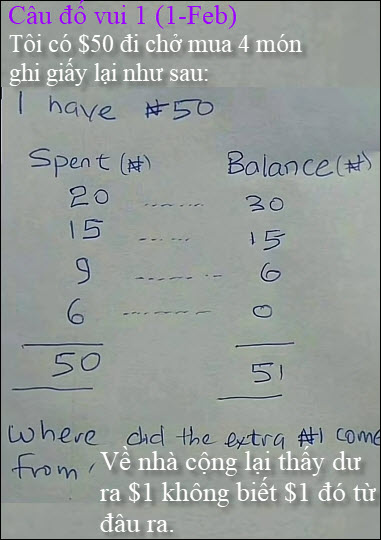 Câu đố vui 1 (1-Feb)
Tôi có $50 đi chở mua 4 món
ghi giấy lại như sau:
I have ₦50
Spent (₦) Balance (₦)
20 ........ 30
15 ........ 15
9 ........ 6
6 ........ 0
50 51
Where did the extra ₦1 come
from,
Về nhà cộng lại thấy dư
ra $1 không biết $1 đó từ
đâu ra.